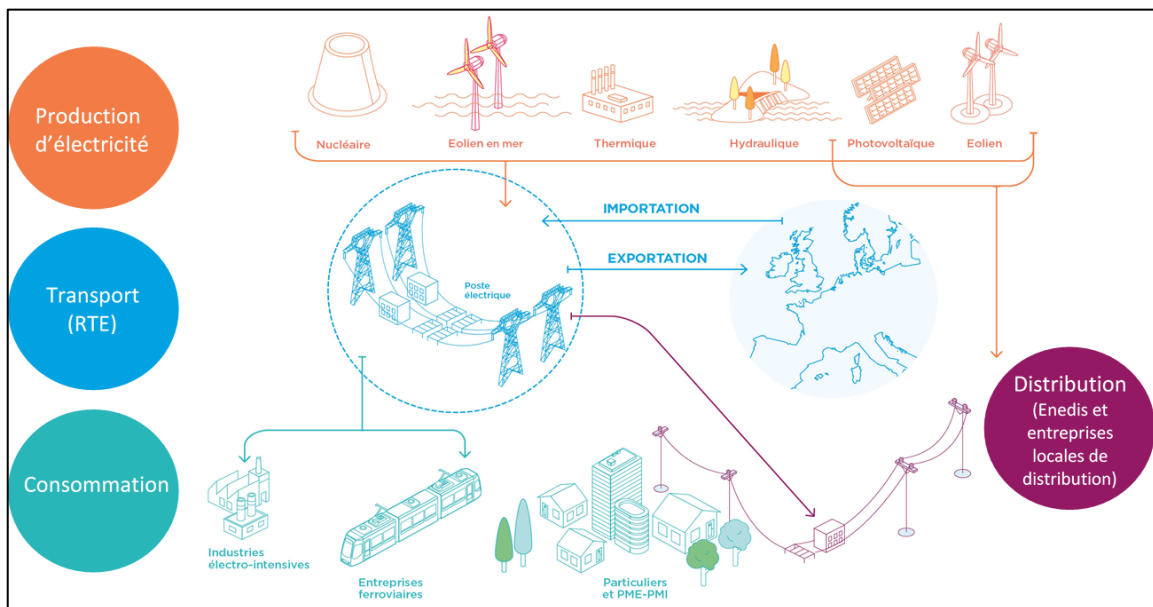 Production
d'électricité
Nucléaire
Eolien en mer
Thermique
Hydraulique
Photovoltaïque
Eolien
IMPORTATION
EXPORTATION
Poste
électrique
Transport
(RTE)
Distribution
(Enedis et
entreprises
locales de
distribution)
Consommation
Industries
électro-intensives
Entreprises
ferroviaires
Particuliers
et PME-PMI